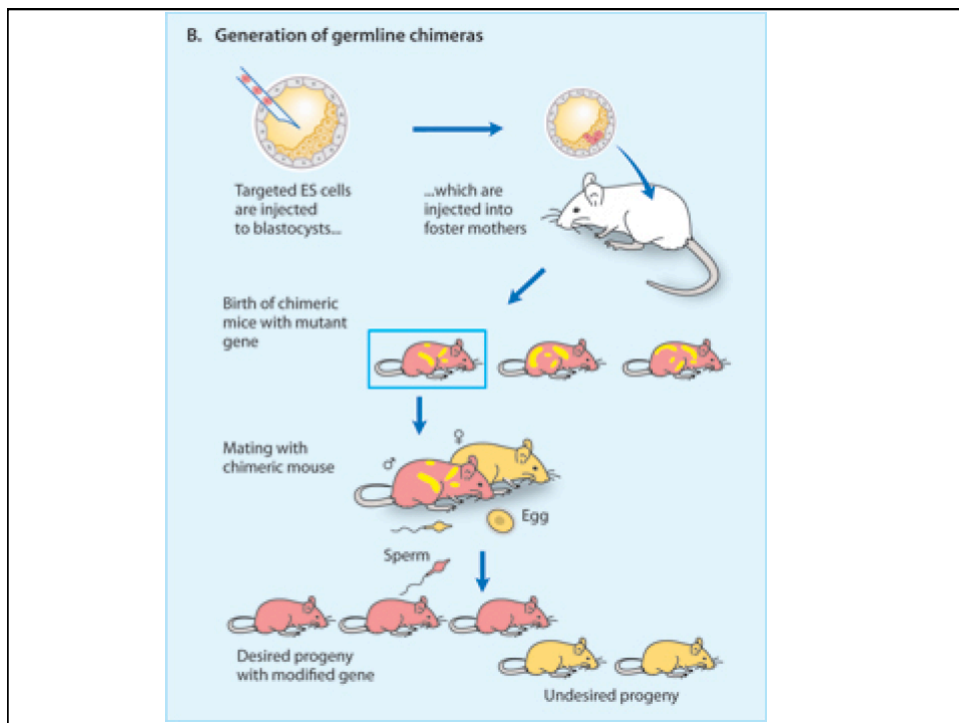 B. Generation of germline chimeras
Targeted ES cells
are injected
to blastocysts...
...which are
injected into
foster mothers
Birth of chimeric
mice with mutant
gene
Mating with
chimeric mouse
♂
♀
Egg
Sperm
Desired progeny
with modified gene
Undesired progeny